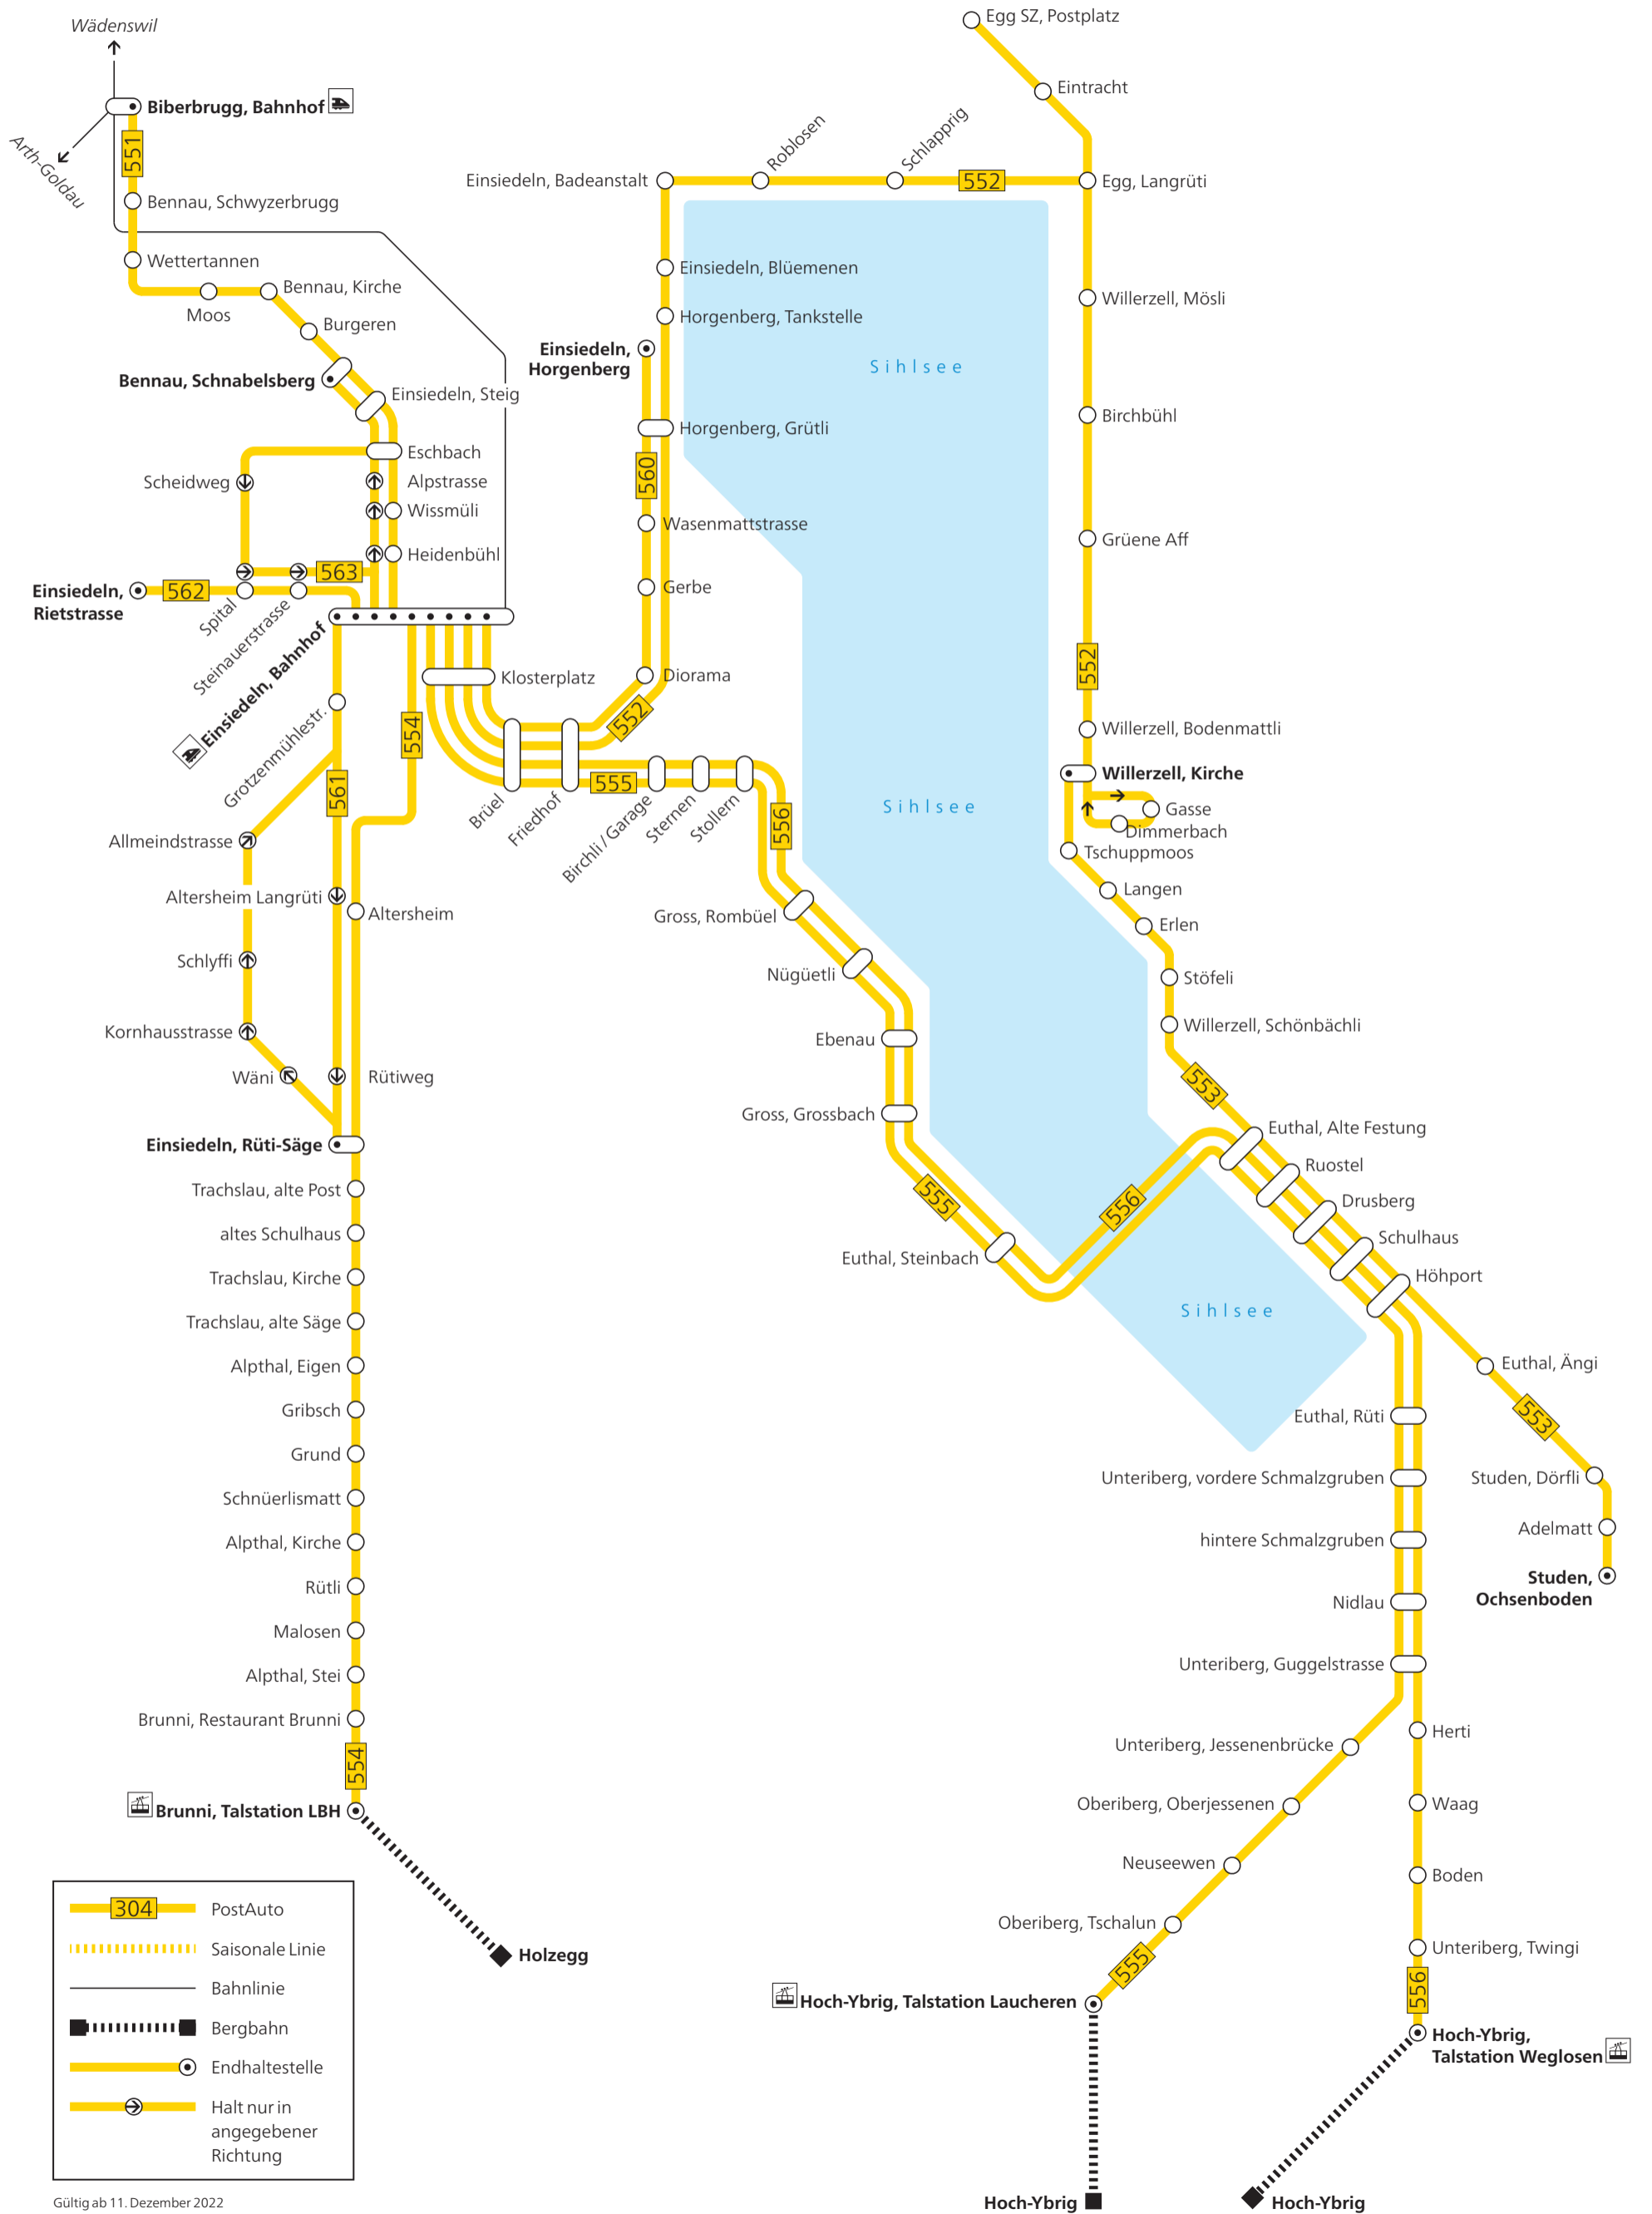 Wädenswil
Biberbrugg, Bahnhof
Arth-Goldau
551
Bennau, Schwyzerbrugg
Wettertannen
Moos
Bennau, Kirche
Burgeren
Bennau, Schnabelsberg
Einsiedeln, Steig
Eschbach
Scheidweg
Alpstrasse
Wissmüli
Heidenbühl
563
Einsiedeln,
Rietstrasse
562
Spital
Steinauerstrasse
Einsiedeln, Bahnhof
Egg SZ, Postplatz
Eintracht
Einsiedeln, Badeanstalt
Roblosen
Schlapprig
552
Egg, Langrüti
Einsiedeln, Blüemenen
Horgenberg, Tankstelle
Einsiedeln,
Horgenberg
Horgenberg, Grütli
560
Wasenmattstrasse
Gerbe
Diorama
552
Klosterplatz
Sihlsee
Willerzell, Mösli
Birchbühl
Grüene Aff
552
Willerzell, Bodenmattli
Willerzell, Kirche
Gasse
Dimmerbach
Tschuppmoos
Langen
Erlen
Stöfeli
Willerzell, Schönbächli
553
Sihlsee
Grotzenmühlestr.
554
561
Allmeindstrasse
Altersheim Langrüti
Altersheim
Schlyffi
Kornhausstrasse
Wäni
Rütiweg
Einsiedeln, Rüti-Säge
Brüel
Friedhof
555
Birchli / Garage
Sternen
Stollern
556
Gross, Rombüel
Nügüetli
Ebenau
Gross, Grossbach
555
Euthal, Steinbach
556
Euthal, Alte Festung
Ruostel
Drusberg
Schulhaus
Höhport
Sihlsee
Euthal, Ängi
553
Studen, Dörfli
Adelmatt
Studen,
Ochsenboden
Trachslau, alte Post
altes Schulhaus
Trachslau, Kirche
Trachslau, alte Säge
Alpthal, Eigen
Gribsch
Grund
Schnüerlismatt
Alpthal, Kirche
Rütli
Malosen
Alpthal, Stei
Brunni, Restaurant Brunni
554
Brunni, Talstation LBH
Holzegg
Euthal, Rüti
Unteriberg, vordere Schmalzgruben
hintere Schmalzgruben
Nidlau
Unteriberg, Guggelstrasse
Unteriberg, Jessenenbrücke
Oberiberg, Oberjessenen
Neuseewen
Oberiberg, Tschalun
555
Hoch-Ybrig, Talstation Laucheren
Hoch-Ybrig
Herti
Waag
Boden
Unteriberg, Twingi
556
Hoch-Ybrig,
Talstation Weglosen
Hoch-Ybrig
304
PostAuto
Saisonale Linie
Bahnlinie
Bergbahn
Endhaltestelle
Halt nur in
angegebener
Richtung
Gültig ab 11. Dezember 2022